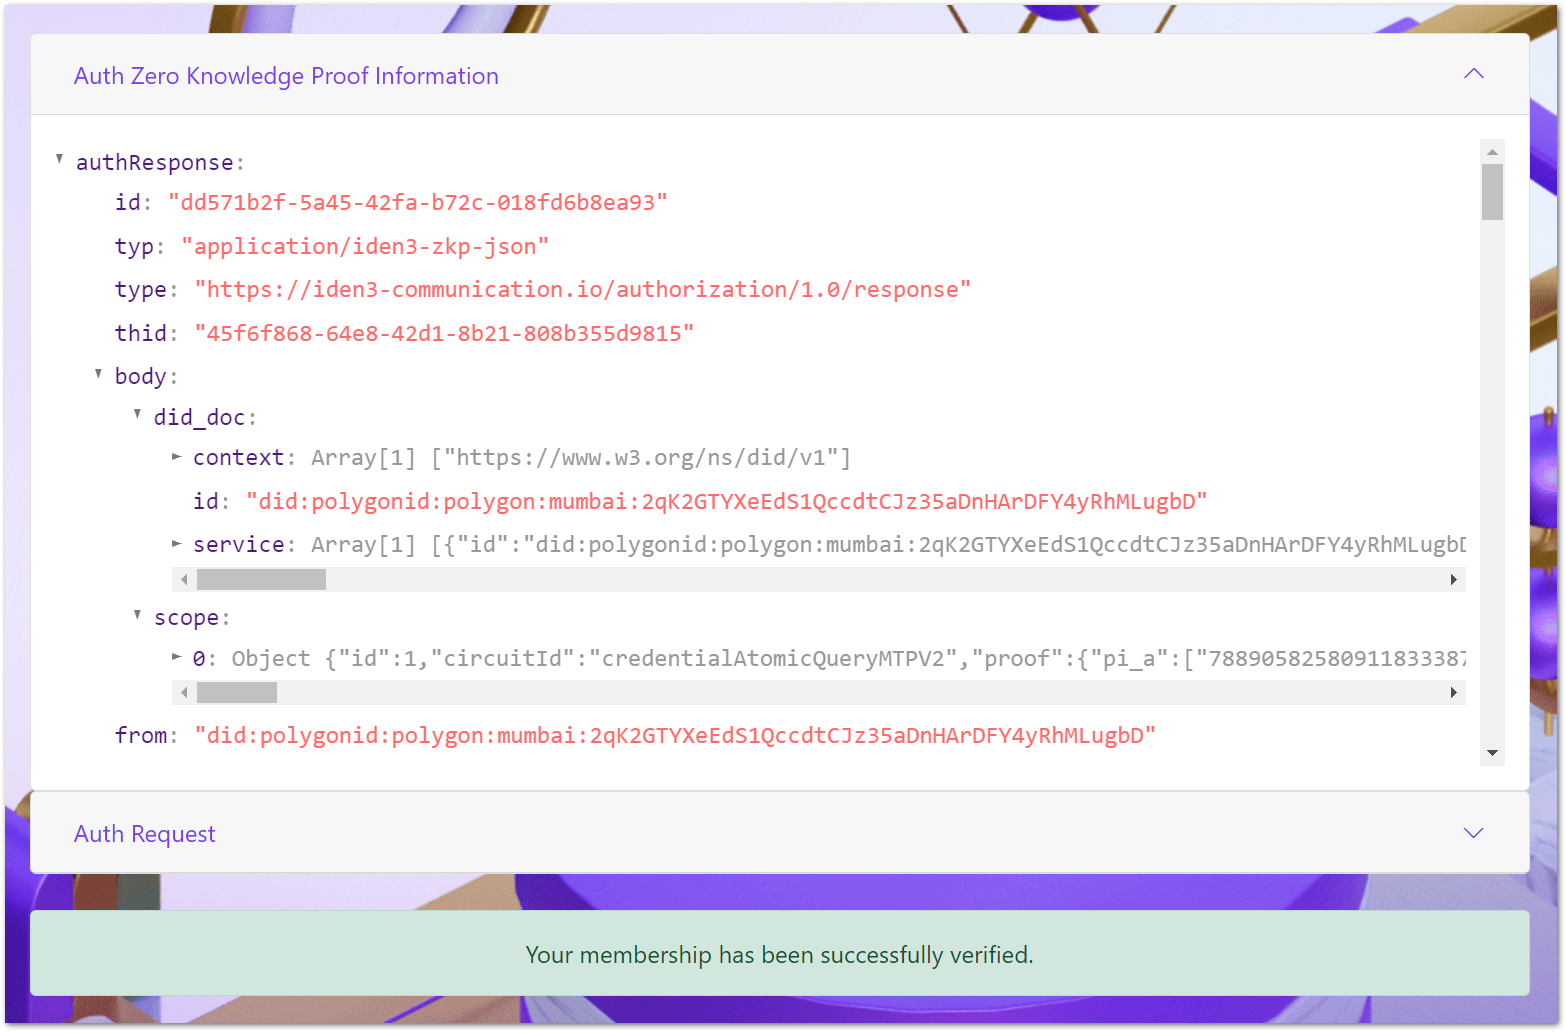 Auth Zero Knowledge Proof Information
authResponse:
id: "dd571b2f-5a45-42fa-b72c-018fd6b8ea93"
typ: "application/iden3-zkp-json"
type: "https://iden3-communication.io/authorization/1.0/response"
thid: "45f6f868-64e8-42d1-8b21-808b355d9815"
body:
did_doc:
context: Array[1] ["https://www.w3.org/ns/did/v1"]
id: "did:polygonid:polygon:mumbai:2qK2GTYXeEdS1QccdtCJz35aDnHArDFY4yRhMLugbD"
service: Array[1] [{"id":"did:polygonid:polygon:mumbai:2qK2GTYXeEdS1QccdtCJz35aDnHArDFY4yRhMLugbD
scope:
0: Object {"id":1,"circuitId":"credentialAtomicQueryMTPV2","proof":{"pi_a":["78890582580911833387
from: "did:polygonid:polygon:mumbai:2qK2GTYXeEdS1QccdtCJz35aDnHArDFY4yRhMLugbD"
Auth Request
Your membership has been successfully verified.